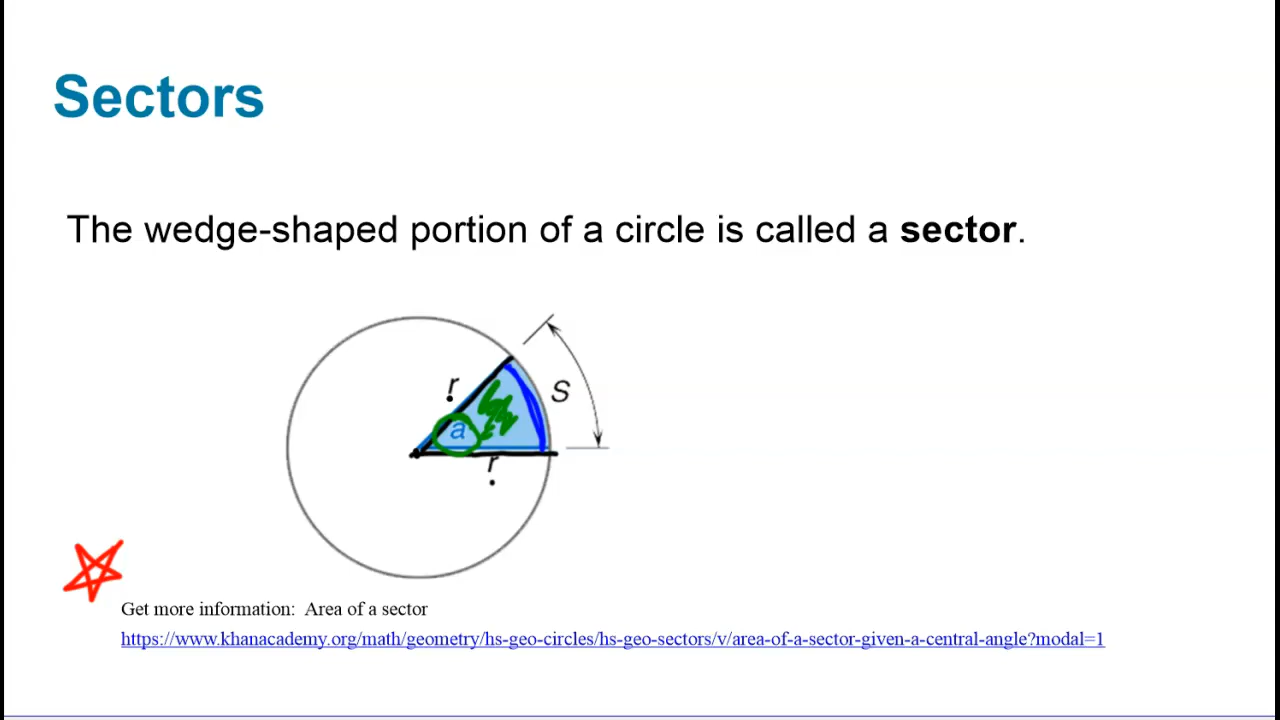 Sectors
The wedge-shaped portion of a circle is called a sector.
r
S
a
r
Get more information: Area of a sector
https://www.khanacademy.org/math/geometry/hs-geo-circles/hs-geo-sectors/v/area-of-a-sector-given-a-central-angle?modal=1